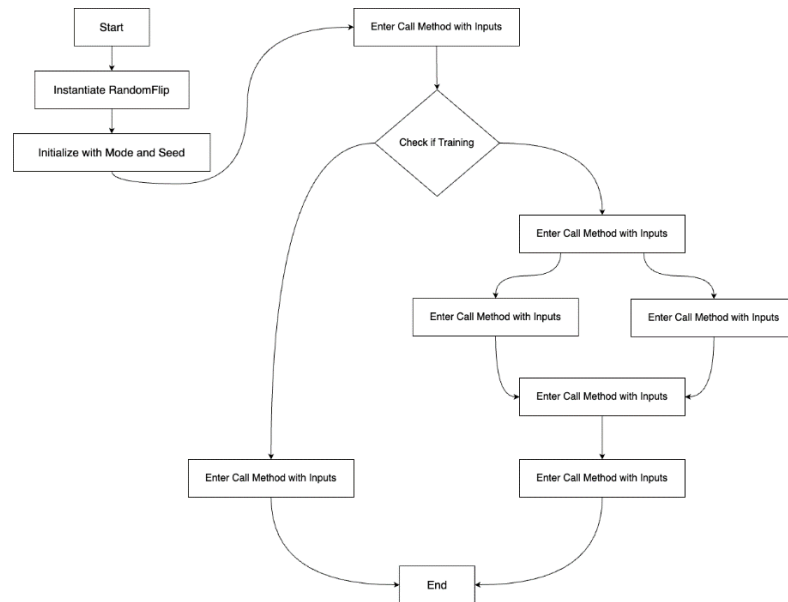 Start
Enter Call Method with Inputs
Instantiate RandomFlip
Initialize with Mode and Seed
Check if Training
Enter Call Method with Inputs
Enter Call Method with Inputs
Enter Call Method with Inputs
Enter Call Method with Inputs
Enter Call Method with Inputs
Enter Call Method with Inputs
End